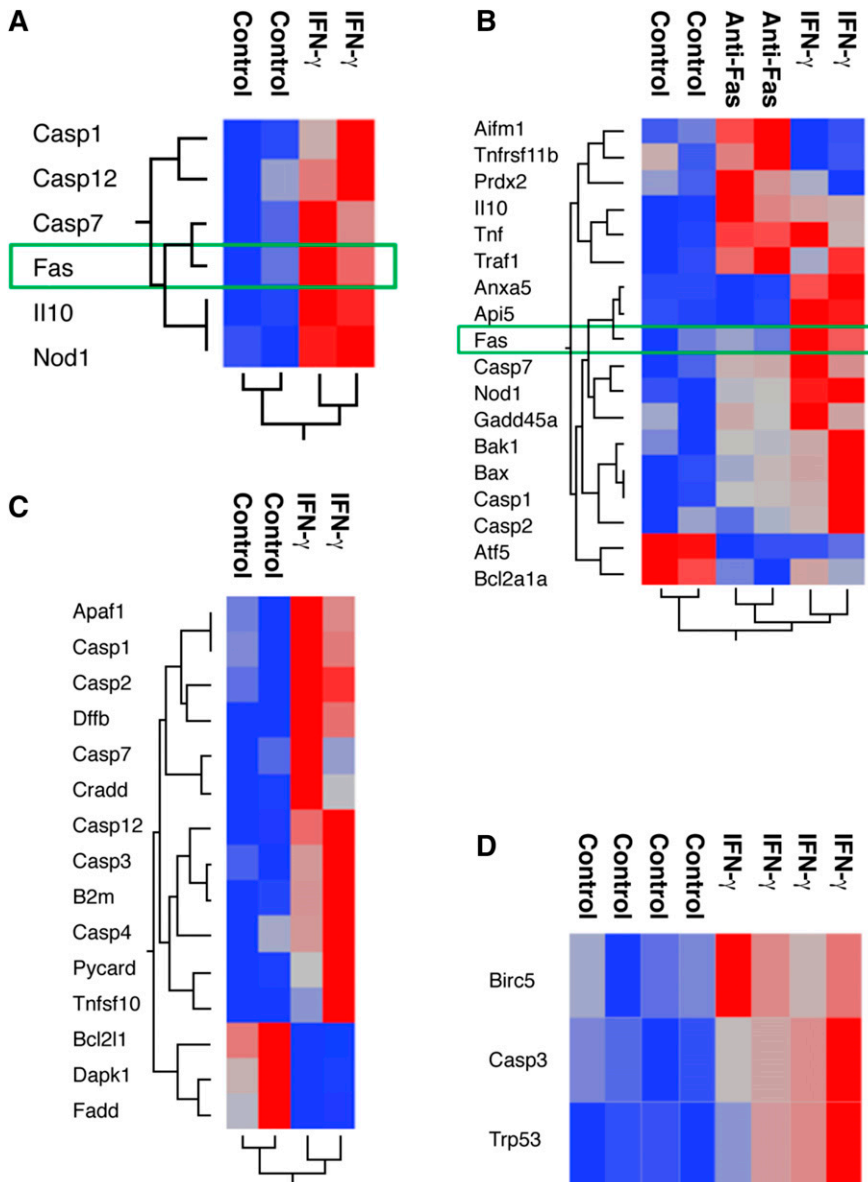 A
Control
Control
IFN-γ
IFN-γ
Casp1
Casp12
Casp7
Fas
Il10
Nod1
B
Control
Control
Anti-Fas
Anti-Fas
IFN-γ
IFN-γ
Aifm1
Tnfrsf11b
Prdx2
Il10
Tnf
Traf1
Anxa5
Api5
Fas
Casp7
Nod1
Gadd45a
Bak1
Bax
Casp1
Casp2
Atf5
Bcl2a1a
C
Control
Control
IFN-γ
IFN-γ
Apaf1
Casp1
Casp2
Dffb
Casp7
Cradd
Casp12
Casp3
B2m
Casp4
Pycard
Tnfsf10
Bcl2l1
Dapk1
Fadd
D
Control
Control
Control
Control
IFN-γ
IFN-γ
IFN-γ
IFN-γ
Birc5
Casp3
Trp53